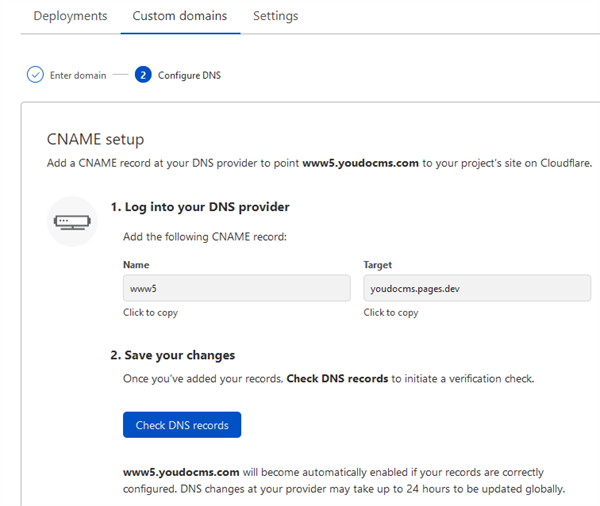 Deployments Custom domains Settings
Enter domain 2 Configure DNS
CNAME setup
Add a CNAME record at your DNS provider to point www5.youdocms.com to your project's site on Cloudflare.
1. Log into your DNS provider
Add the following CNAME record:
Name Target
www5 youdocms.pages.dev
Click to copy Click to copy
2. Save your changes
Once you've added your records, Check DNS records to initiate a verification check.
Check DNS records
www5.youdocms.com will become automatically enabled if your records are correctly
configured. DNS changes at your provider may take up to 24 hours to be updated globally.